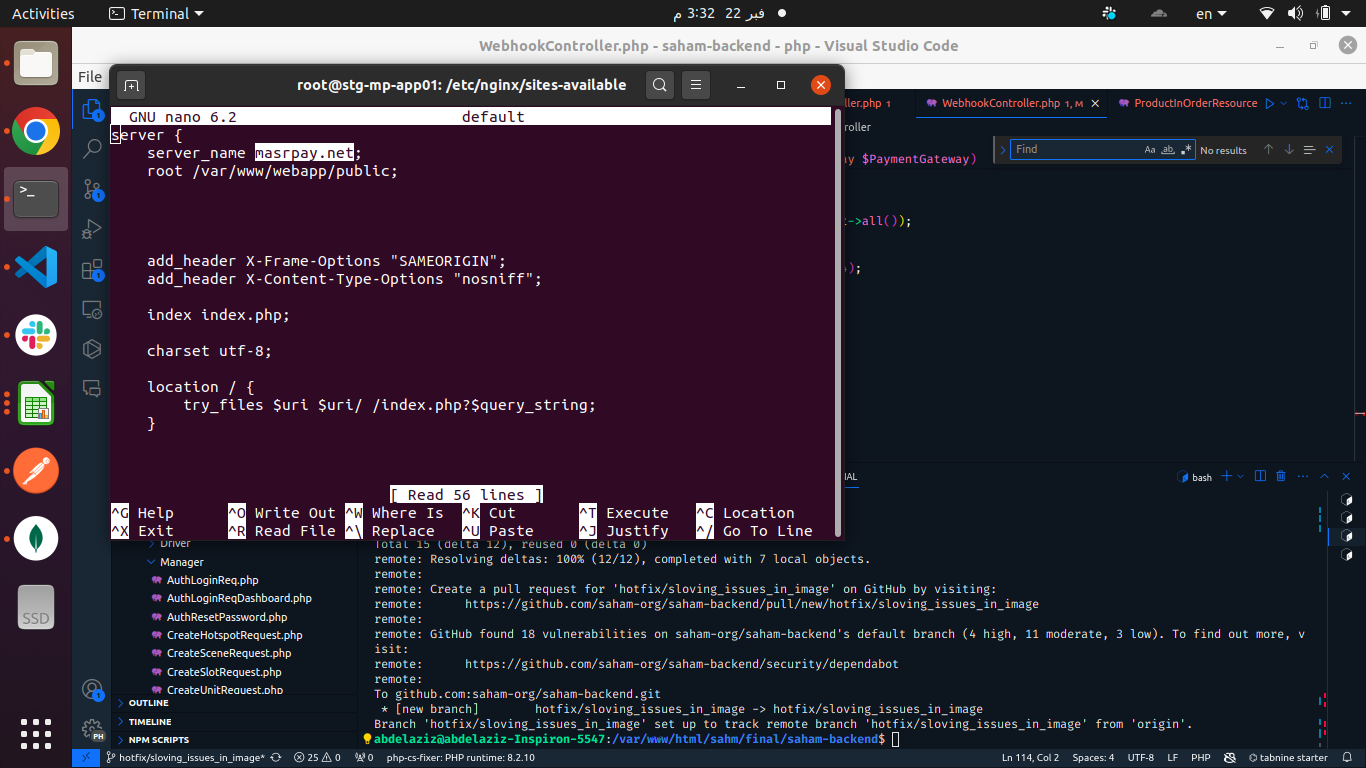 Activities
Terminal
فبر 22 3:32 م
en
WebhookController.php - saham-backend - php - Visual Studio Code
File
root@stg-mp-app01: /etc/nginx/sites-available
GNU nano 6.2 default
server {
server_name masrpay.net;
root /var/www/webapp/public;
add_header X-Frame-Options "SAMEORIGIN";
add_header X-Content-Type-Options "nosniff";
index index.php;
charset utf-8;
location / {
try_files $uri $uri/ /index.php?$query_string;
}
[ Read 56 lines ]
^G Help ^O Write Out ^W Where Is ^K Cut ^T Execute ^C Location
^X Exit ^R Read File ^\ Replace ^U Paste ^J Justify ^/ Go To Line
ller.php 1
WebhookController.php 1, M
ProductInOrderResource
ontroller
Find
Aa
ab
No results
ay $PaymentGateway)
t->all());
);
NAL
bash
Driver
Manager
AuthLoginReq.php
AuthLoginReqDashboard.php
AuthResetPassword.php
CreateHotspotRequest.php
CreateSceneRequest.php
CreateSlotRequest.php
CreateUnitRequest.php
OUTLINE
TIMELINE
NPM SCRIPTS
Total 15 (delta 12), reused 0 (delta 0)
remote: Resolving deltas: 100% (12/12), completed with 7 local objects.
remote:
remote: Create a pull request for 'hotfix/sloving_issues_in_image' on GitHub by visiting:
remote: https://github.com/saham-org/saham-backend/pull/new/hotfix/sloving_issues_in_image
remote:
remote: GitHub found 18 vulnerabilities on saham-org/saham-backend's default branch (4 high, 11 moderate, 3 low). To find out more, v
isit:
remote: https://github.com/saham-org/saham-backend/security/dependabot
remote:
To github.com:saham-org/saham-backend.git
* [new branch] hotfix/sloving_issues_in_image -> hotfix/sloving_issues_in_image
Branch 'hotfix/sloving_issues_in_image' set up to track remote branch 'hotfix/sloving_issues_in_image' from 'origin'.
abdelaziz@abdelaziz-Inspiron-5547:/var/www/html/sahm/final/saham-backend$
SSD
1
1
1
1
PH
hotfix/sloving_issues_in_image*
25
0
0
php-cs-fixer: PHP runtime: 8.2.10
Ln 114, Col 2
Spaces: 4
UTF-8
LF
PHP
tabnine starter